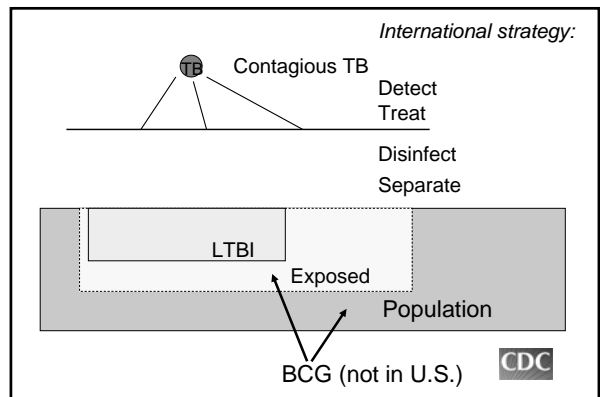 International strategy:
TB
Contagious TB
Detect
Treat
Disinfect
Separate
LTBI
Exposed
Population
BCG (not in U.S.)
CDC